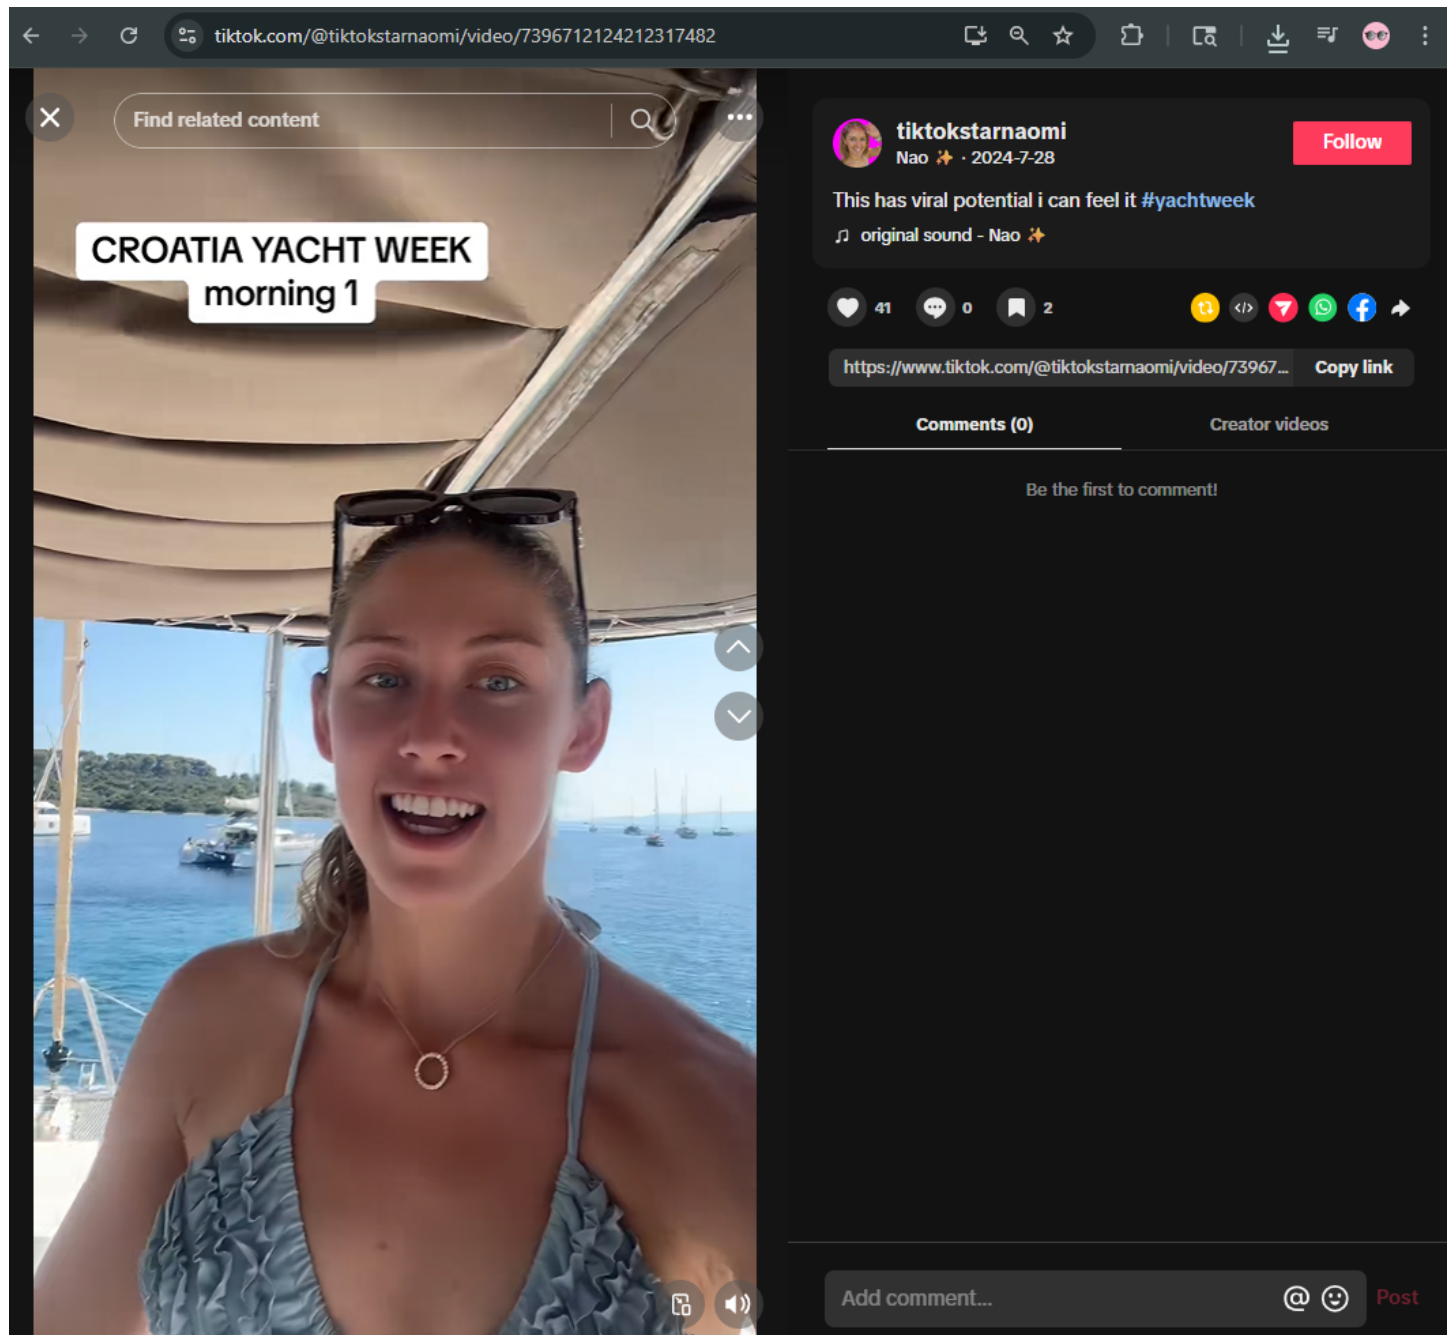 tiktok.com/@tiktokstarnaomi/video/7396712124212317482
Find related content
CROATIA YACHT WEEK
morning 1
tiktokstarnaomi
Nao ✨ · 2024-7-28
Follow
This has viral potential i can feel it #yachtweek
♫ original sound - Nao ✨
41
0
2
https://www.tiktok.com/@tiktokstarnaomi/video/73967...
Copy link
Comments (0)
Creator videos
Be the first to comment!
Add comment...
Post